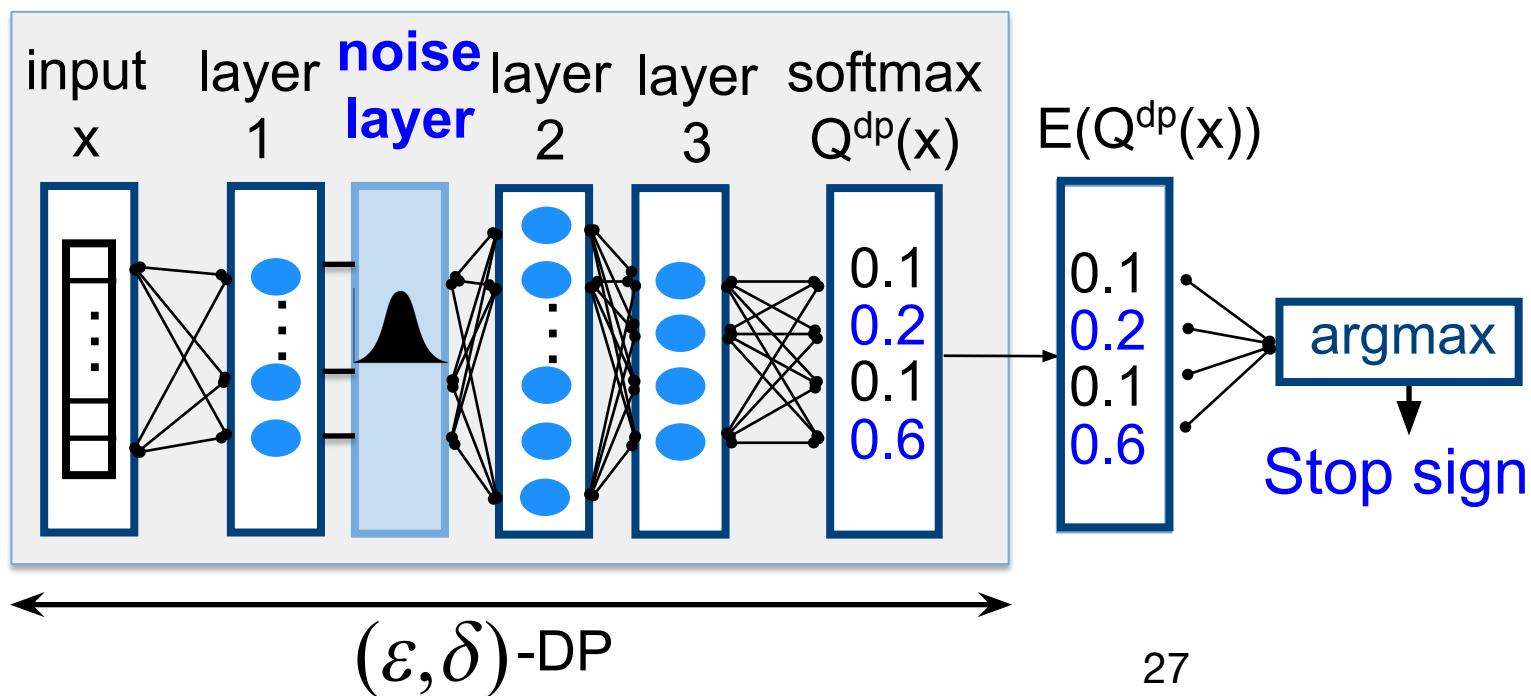 input
x
layer
1
noise
layer
layer
2
layer
3
softmax
Q^dp(x)
E(Q^dp(x))
0.1
0.2
0.1
0.6
0.1
0.2
0.1
0.6
argmax
Stop sign
(ε,δ)-DP
27